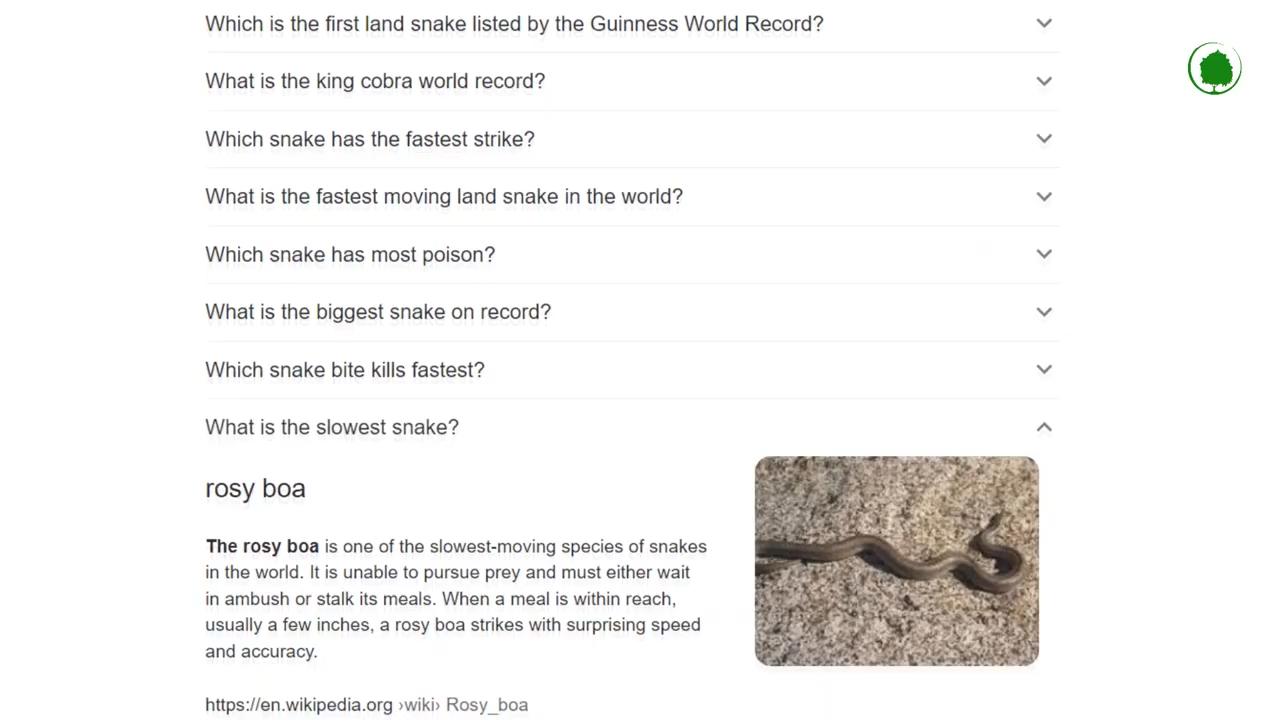 Which is the first land snake listed by the Guinness World Record?
What is the king cobra world record?
Which snake has the fastest strike?
What is the fastest moving land snake in the world?
Which snake has most poison?
What is the biggest snake on record?
Which snake bite kills fastest?
What is the slowest snake?
rosy boa
The rosy boa is one of the slowest-moving species of snakes
in the world. It is unable to pursue prey and must either wait
in ambush or stalk its meals. When a meal is within reach,
usually a few inches, a rosy boa strikes with surprising speed
and accuracy.
https://en.wikipedia.org ›wiki› Rosy_boa